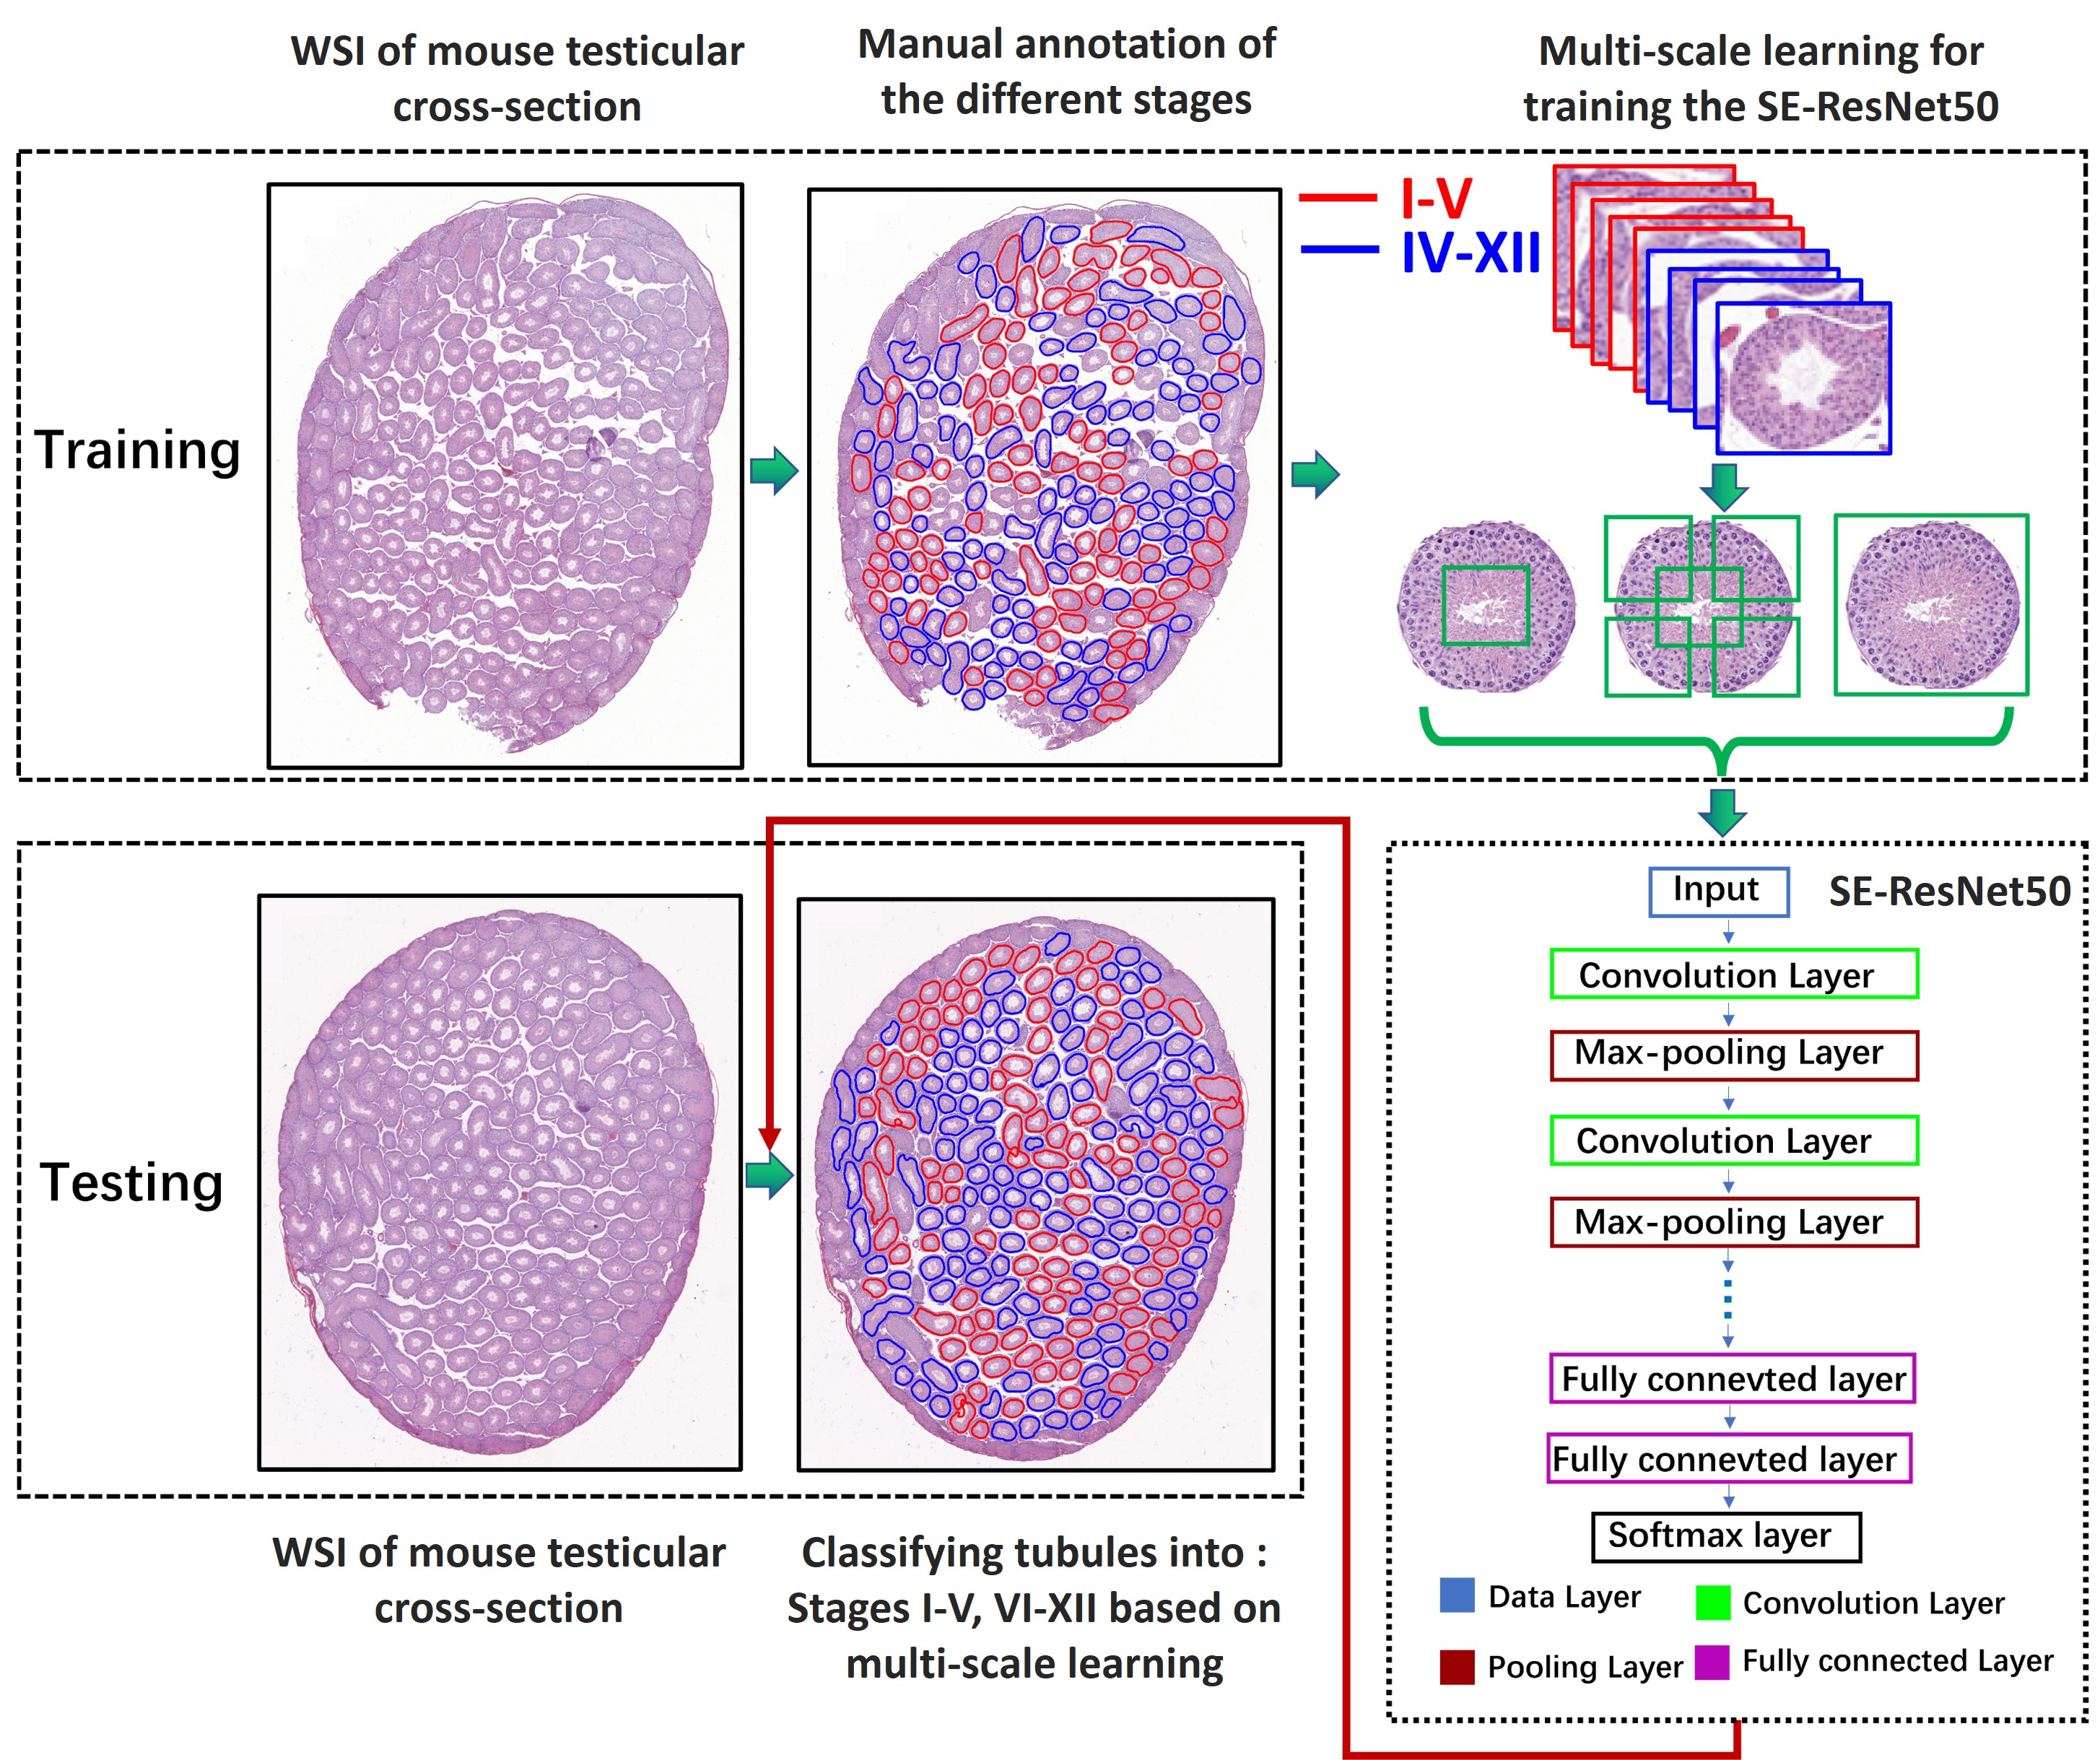 WSI of mouse testicular
cross-section
Manual annotation of
the different stages
Multi-scale learning for
training the SE-ResNet50
Training
I-V
IV-XII
Testing
WSI of mouse testicular
cross-section
Classifying tubules into :
Stages I-V, VI-XII based on
multi-scale learning
SE-ResNet50
Input
Convolution Layer
Max-pooling Layer
Convolution Layer
Max-pooling Layer
Fully connevted layer
Fully connevted layer
Softmax layer
Data Layer
Convolution Layer
Pooling Layer
Fully connected Layer